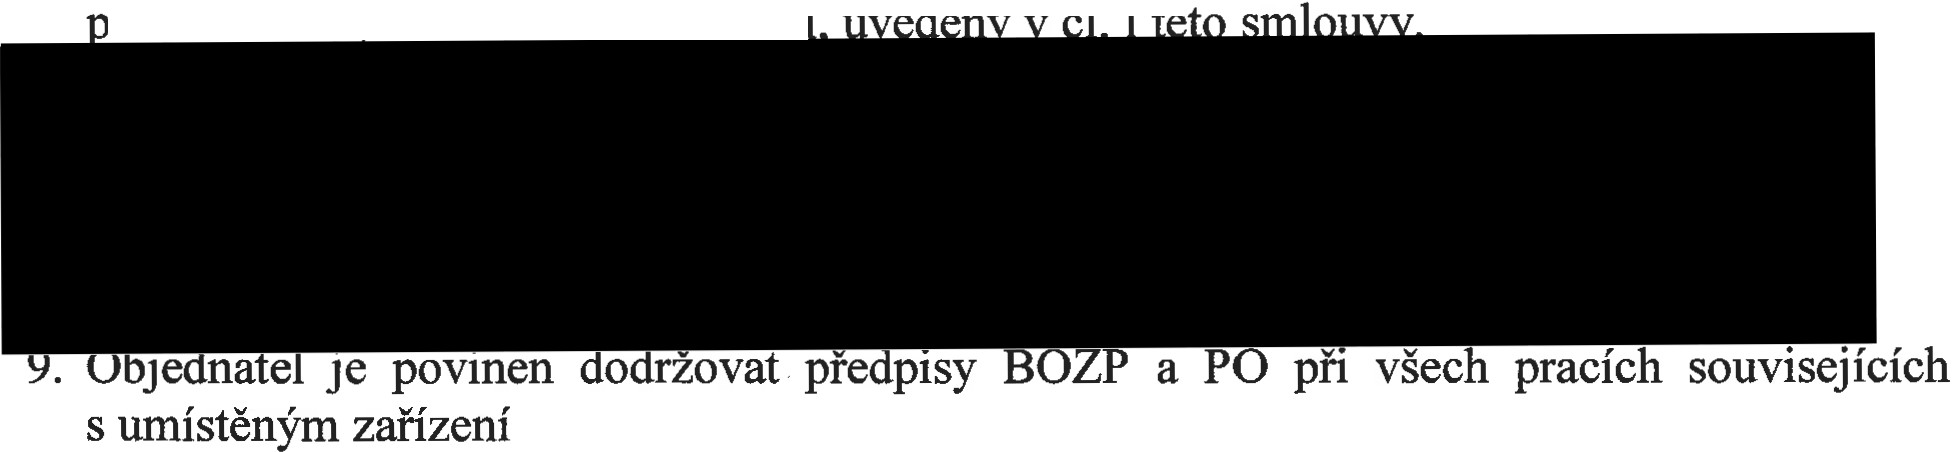 uvedený v čl. I této smlouvy.
9. Objednatel je povinen dodržovat předpisy BOZP a PO při všech pracích souvisejících
s umístěným zařízení